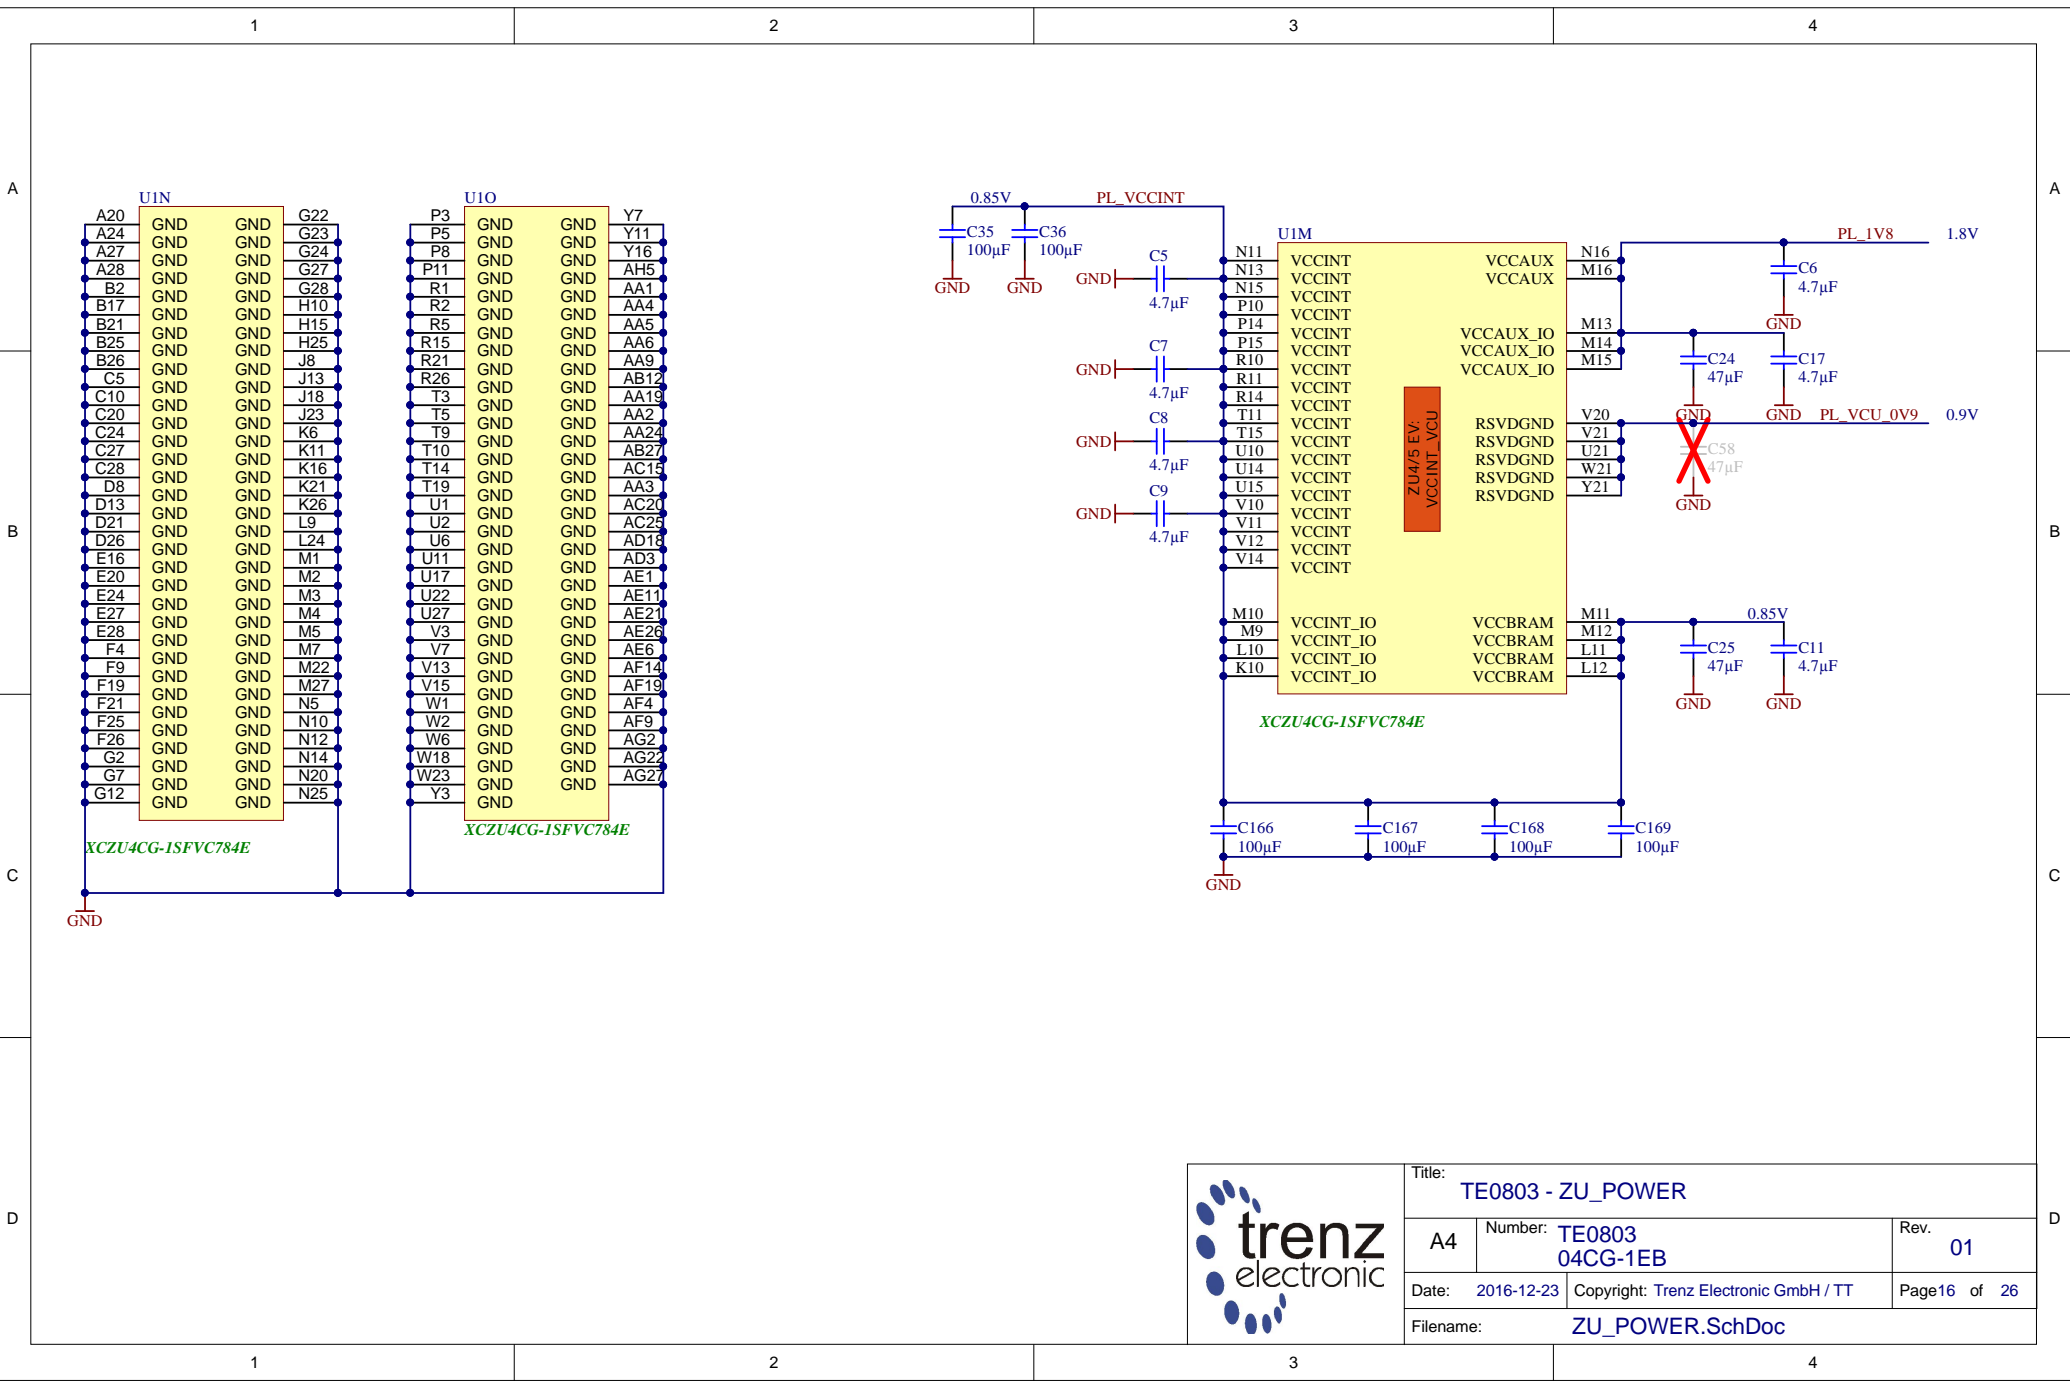 1 2 3 4
A A
B B
C C
D D
U1N
A20 GND GND G22
A24 GND GND G23
A27 GND GND G24
A28 GND GND G27
B2 GND GND G28
B17 GND GND H10
B21 GND GND H15
B25 GND GND H25
B26 GND GND J8
C5 GND GND J13
C10 GND GND J18
C20 GND GND J23
C24 GND GND K6
C27 GND GND K11
C28 GND GND K16
D8 GND GND K21
D13 GND GND K26
D21 GND GND L9
D26 GND GND L24
E16 GND GND M1
E20 GND GND M2
E24 GND GND M3
E27 GND GND M4
E28 GND GND M5
F4 GND GND M7
F9 GND GND M22
F19 GND GND M27
F21 GND GND N5
F25 GND GND N10
F26 GND GND N12
G2 GND GND N14
G7 GND GND N20
G12 GND GND N25
XCZU4CG-1SFVC784E
GND
U1O
P3 GND GND Y7
P5 GND GND Y11
P8 GND GND Y16
P11 GND GND AH5
R1 GND GND AA1
R2 GND GND AA4
R5 GND GND AA5
R15 GND GND AA6
R21 GND GND AA9
R26 GND GND AB12
T3 GND GND AA19
T5 GND GND AA2
T9 GND GND AA24
T10 GND GND AB27
T14 GND GND AC15
T19 GND GND AA3
U1 GND GND AC20
U2 GND GND AC25
U6 GND GND AD18
U11 GND GND AD3
U17 GND GND AE1
U22 GND GND AE11
U27 GND GND AE21
V3 GND GND AE26
V7 GND GND AE6
V13 GND GND AF14
V15 GND GND AF19
W1 GND GND AF4
W2 GND GND AF9
W6 GND GND AG2
W18 GND GND AG22
W23 GND GND AG27
Y3 GND
XCZU4CG-1SFVC784E
0.85V PL_VCCINT
C35 100µF GND
C36 100µF GND
GND C5 4.7µF
GND C7 4.7µF
GND C8 4.7µF
GND C9 4.7µF
U1M
N11 VCCINT
N13 VCCINT
N15 VCCINT
P10 VCCINT
P14 VCCINT
P15 VCCINT
R10 VCCINT
R11 VCCINT
R14 VCCINT
T11 VCCINT
T15 VCCINT
U10 VCCINT
U14 VCCINT
U15 VCCINT
V10 VCCINT
V11 VCCINT
V12 VCCINT
V14 VCCINT
M10 VCCINT_IO
M9 VCCINT_IO
L10 VCCINT_IO
K10 VCCINT_IO
ZU4/5 EV:
VCCINT_VCU
VCCAUX N16
VCCAUX M16
VCCAUX_IO M13
VCCAUX_IO M14
VCCAUX_IO M15
RSVDGND V20
RSVDGND V21
RSVDGND U21
RSVDGND W21
RSVDGND Y21
VCCBRAM M11
VCCBRAM M12
VCCBRAM L11
VCCBRAM L12
XCZU4CG-1SFVC784E
PL_1V8 1.8V
C6 4.7µF GND
C24 47µF GND
C17 4.7µF GND
PL_VCU_0V9 0.9V
C58 47µF GND
0.85V
C25 47µF GND
C11 4.7µF GND
C166 100µF
C167 100µF
C168 100µF
C169 100µF
GND
trenz
electronic
Title:
TE0803 - ZU_POWER
A4
Number: TE0803
04CG-1EB
Rev.
01
Date: 2016-12-23
Copyright: Trenz Electronic GmbH / TT
Page16 of 26
Filename: ZU_POWER.SchDoc
1 2 3 4